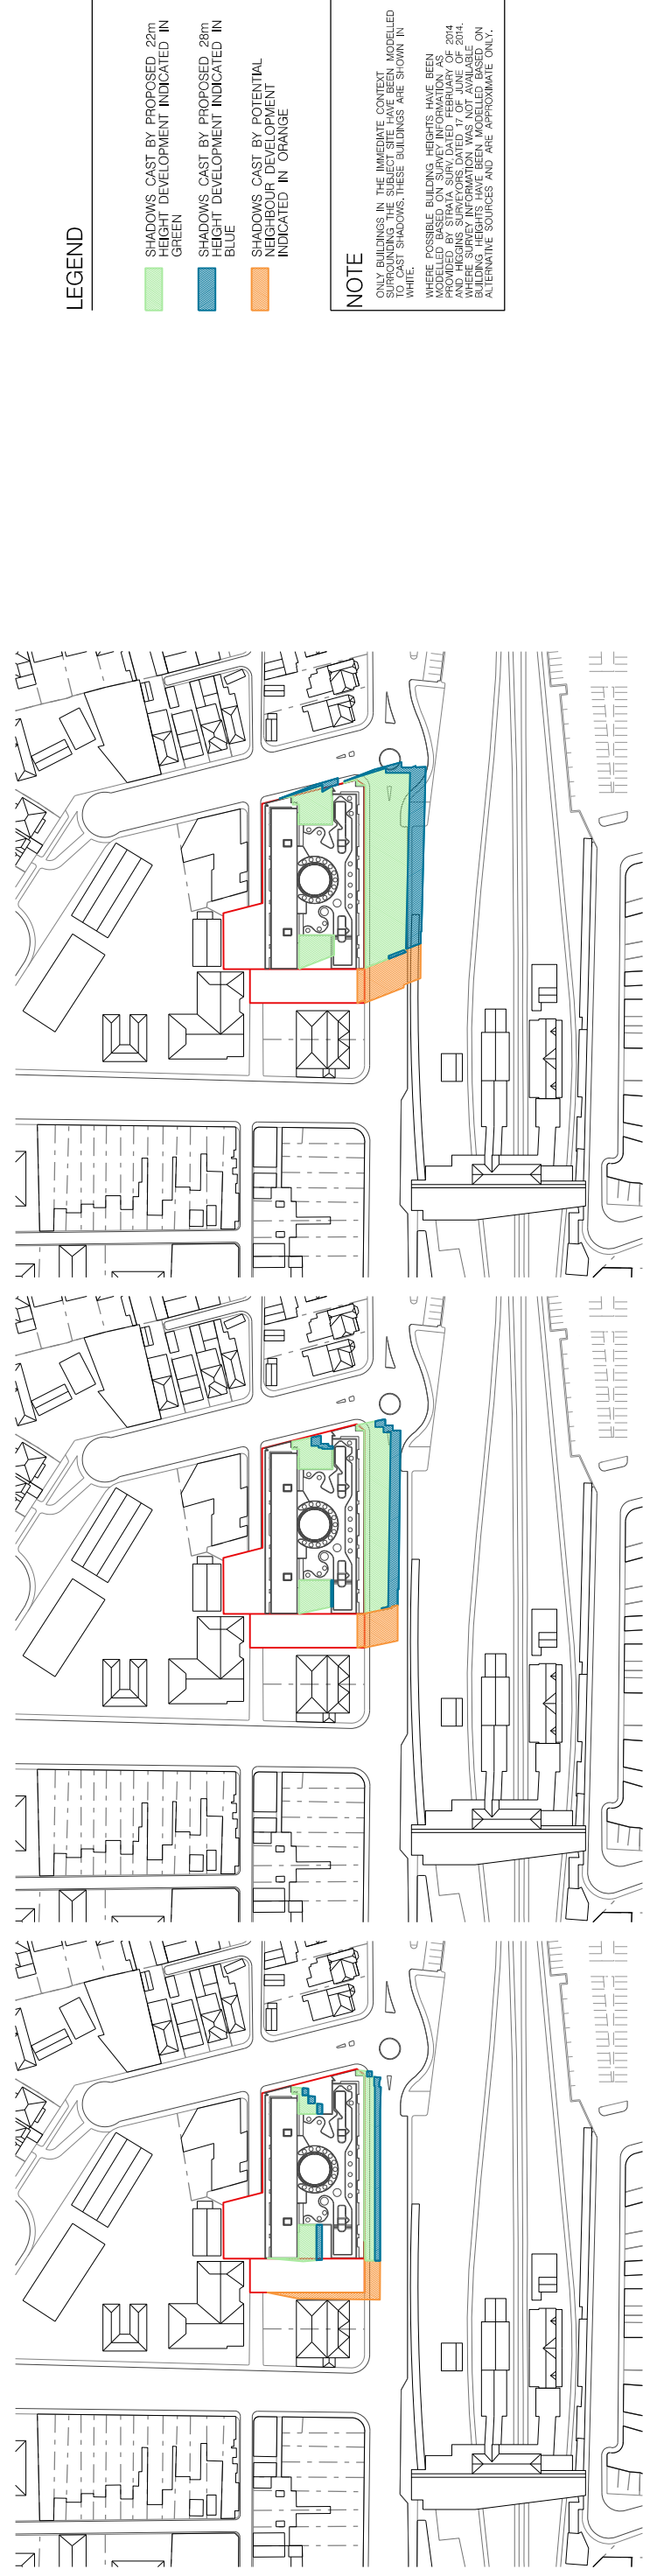 LEGEND
SHADOWS CAST BY PROPOSED 22m
HEIGHT DEVELOPMENT INDICATED IN
GREEN
SHADOWS CAST BY PROPOSED 28m
HEIGHT DEVELOPMENT INDICATED IN
BLUE
SHADOWS CAST BY POTENTIAL
NEIGHBOUR DEVELOPMENT
INDICATED IN ORANGE
NOTE
ONLY BUILDINGS IN THE IMMEDIATE CONTEXT
SURROUNDING THE SUBJECT SITE HAVE BEEN MODELLED
TO CAST SHADOWS. THESE BUILDINGS ARE SHOWN IN
WHITE.
WHERE POSSIBLE BUILDING HEIGHTS HAVE BEEN
MODELLED BASED ON SURVEY INFORMATION AS
PROVIDED BY STRATA SURV, DATED FEBRUARY OF 2014
AND HIGGINS SURVEYORS, DATED 17 OF JUNE OF 2014.
WHERE SURVEY INFORMATION WAS NOT AVAILABLE
BUILDING HEIGHTS HAVE BEEN MODELLED BASED ON
ALTERNATIVE SOURCES AND ARE APPROXIMATE ONLY.